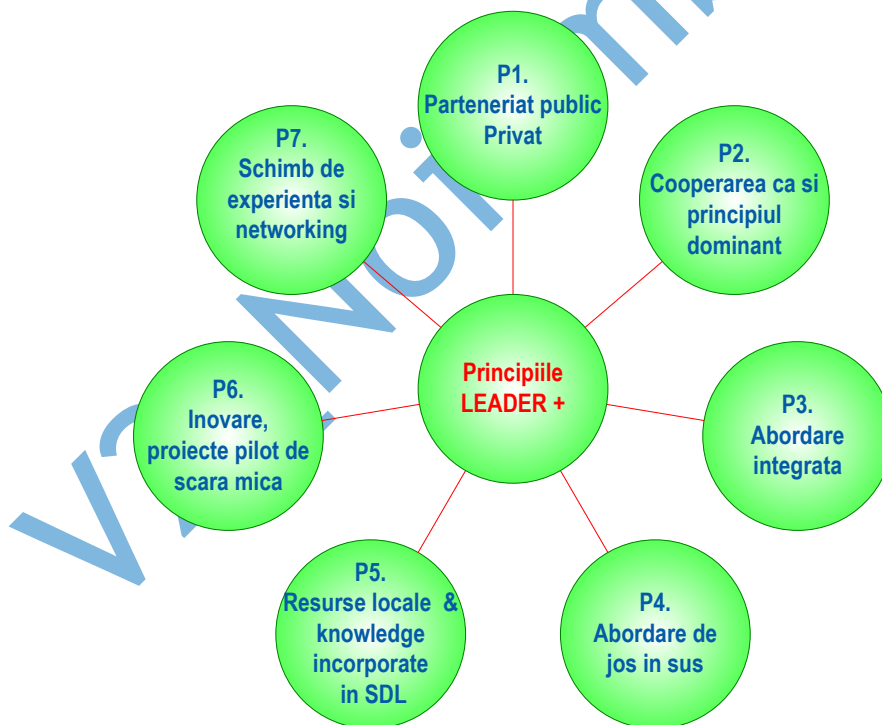 P1.
Parteneriat public
Privat
P2.
Cooperarea ca si
principiul
dominant
P3.
Abordare
integrata
P4.
Abordare de
jos in sus
P5.
Resurse locale &
knowledge
incorporate
in SDL
P6.
Inovare,
proiecte pilot de
scara mica
P7.
Schimb de
experienta si
networking
Principiile
LEADER +